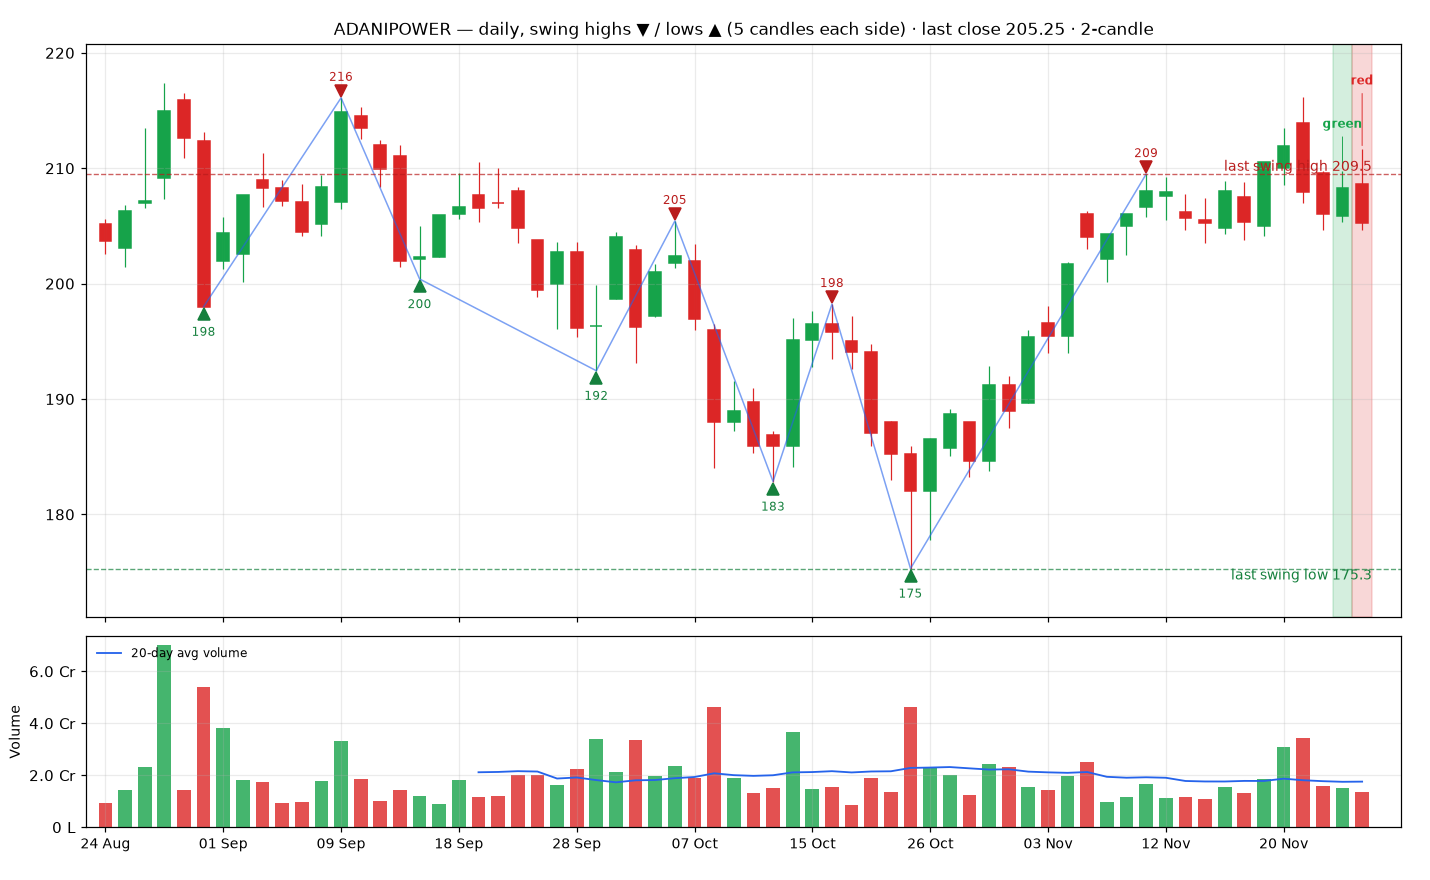 ADANIPOWER — daily, swing highs ▼ / lows ▲ (5 candles each side) · last close 205.25 · 2-candle
220
210
200
190
180
216
209
205
198
198
200
192
183
175
red
green
last swing high 209.5
last swing low 175.3
Volume
6.0 Cr
4.0 Cr
2.0 Cr
0 L
20-day avg volume
24 Aug
01 Sep
09 Sep
18 Sep
28 Sep
07 Oct
15 Oct
26 Oct
03 Nov
12 Nov
20 Nov